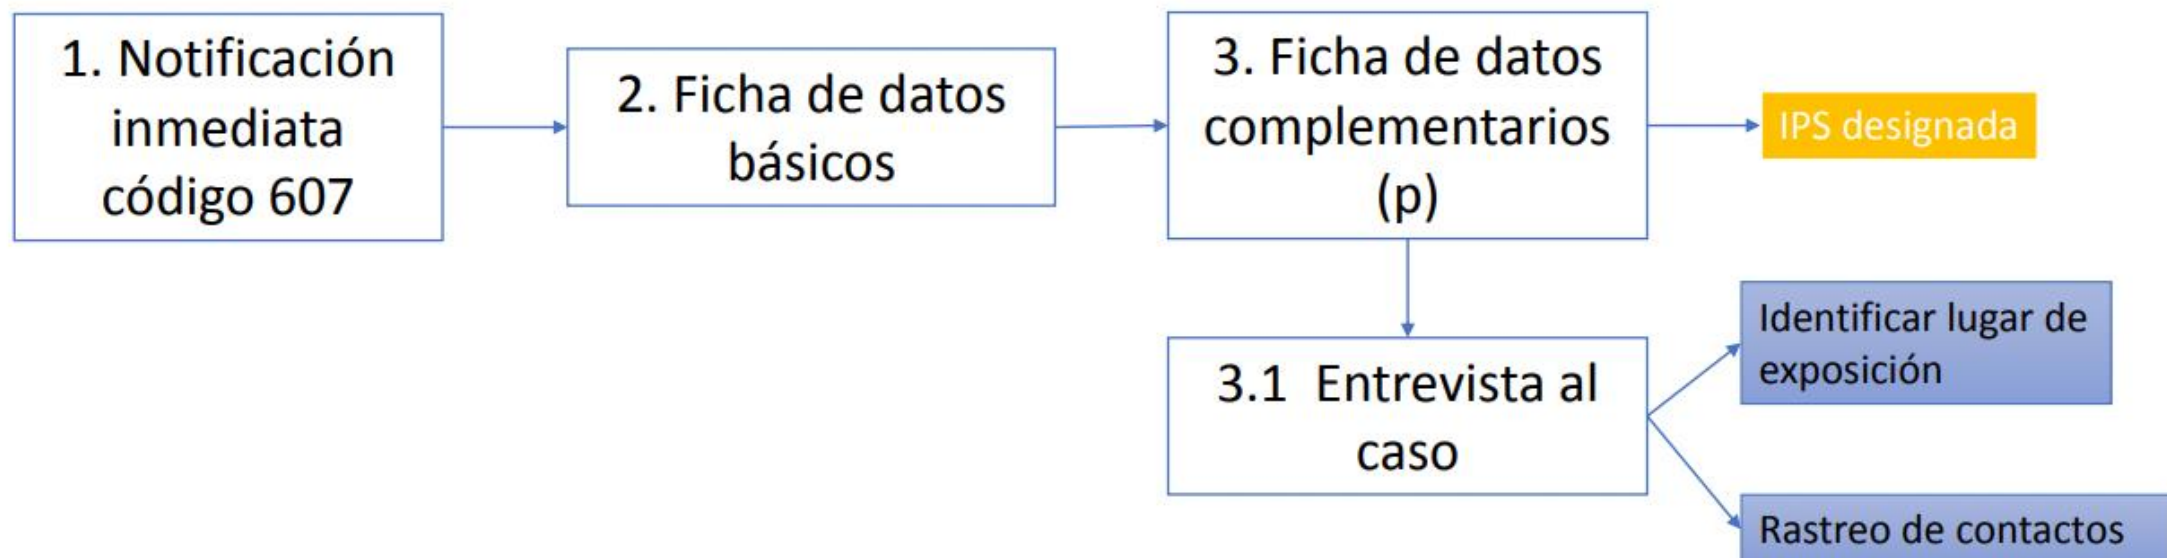 1. Notificación
inmediata
código 607
2. Ficha de datos
básicos
3. Ficha de datos
complementarios
(p)
IPS designada
3.1 Entrevista al
caso
Identificar lugar de
exposición
Rastreo de contactos